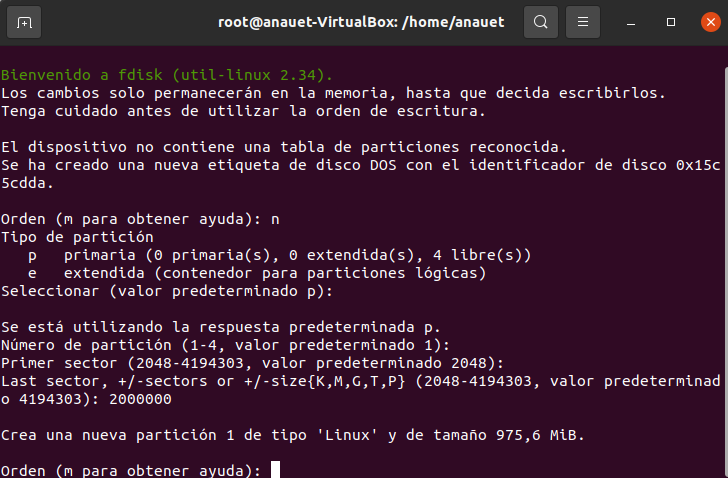 root@anauet-VirtualBox: /home/anauet
Bienvenido a fdisk (util-linux 2.34).
Los cambios solo permanecerán en la memoria, hasta que decida escribirlos.
Tenga cuidado antes de utilizar la orden de escritura.
El dispositivo no contiene una tabla de particiones reconocida.
Se ha creado una nueva etiqueta de disco DOS con el identificador de disco 0x15c
5cdda.
Orden (m para obtener ayuda): n
Tipo de partición
   p   primaria (0 primaria(s), 0 extendida(s), 4 libre(s))
   e   extendida (contenedor para particiones lógicas)
Seleccionar (valor predeterminado p):
Se está utilizando la respuesta predeterminada p.
Número de partición (1-4, valor predeterminado 1):
Primer sector (2048-4194303, valor predeterminado 2048):
Last sector, +/-sectors or +/-size{K,M,G,T,P} (2048-4194303, valor predeterminad
o 4194303): 2000000
Crea una nueva partición 1 de tipo 'Linux' y de tamaño 975,6 MiB.
Orden (m para obtener ayuda):